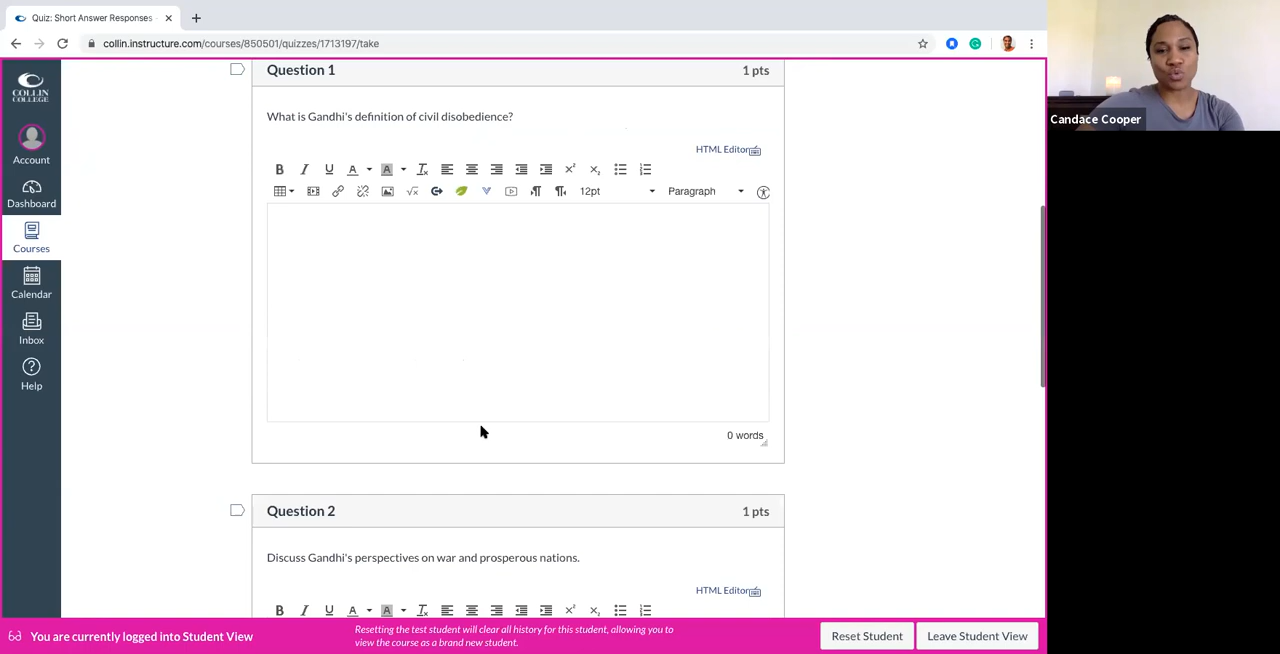 Quiz: Short Answer Responses
collin.instructure.com/courses/850501/quizzes/1713197/take
COLLIN
COLLEGE
Account
Dashboard
Courses
Calendar
Inbox
Help
Question 1
1 pts
What is Gandhi's definition of civil disobedience?
HTML Editor
12pt
Paragraph
0 words
Question 2
1 pts
Discuss Gandhi's perspectives on war and prosperous nations.
HTML Editor
You are currently logged into Student View
Resetting the test student will clear all history for this student, allowing you to
view the course as a brand new student.
Reset Student
Leave Student View
Candace Cooper